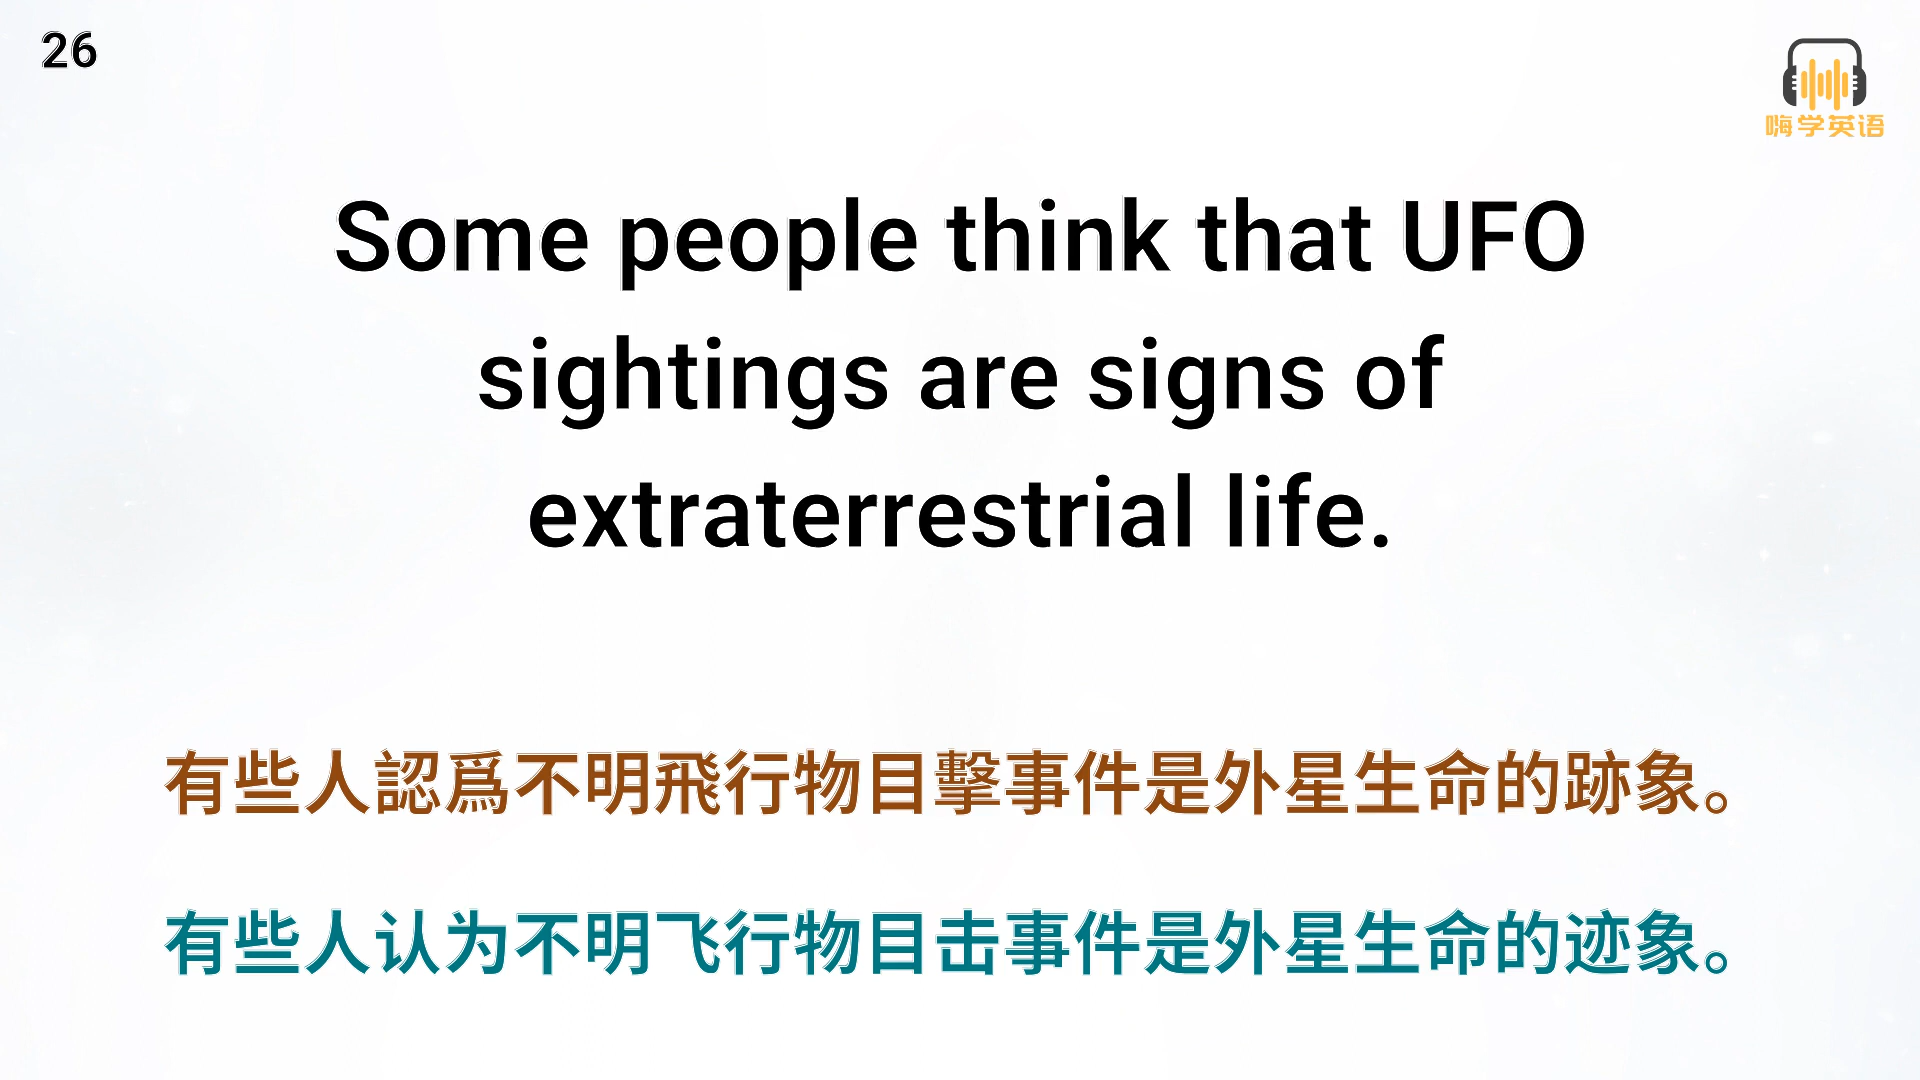 26
嗨学英语
Some people think that UFO
sightings are signs of
extraterrestrial life.
有些人認爲不明飛行物目擊事件是外星生命的跡象。
有些人认为不明飞行物目击事件是外星生命的迹象。